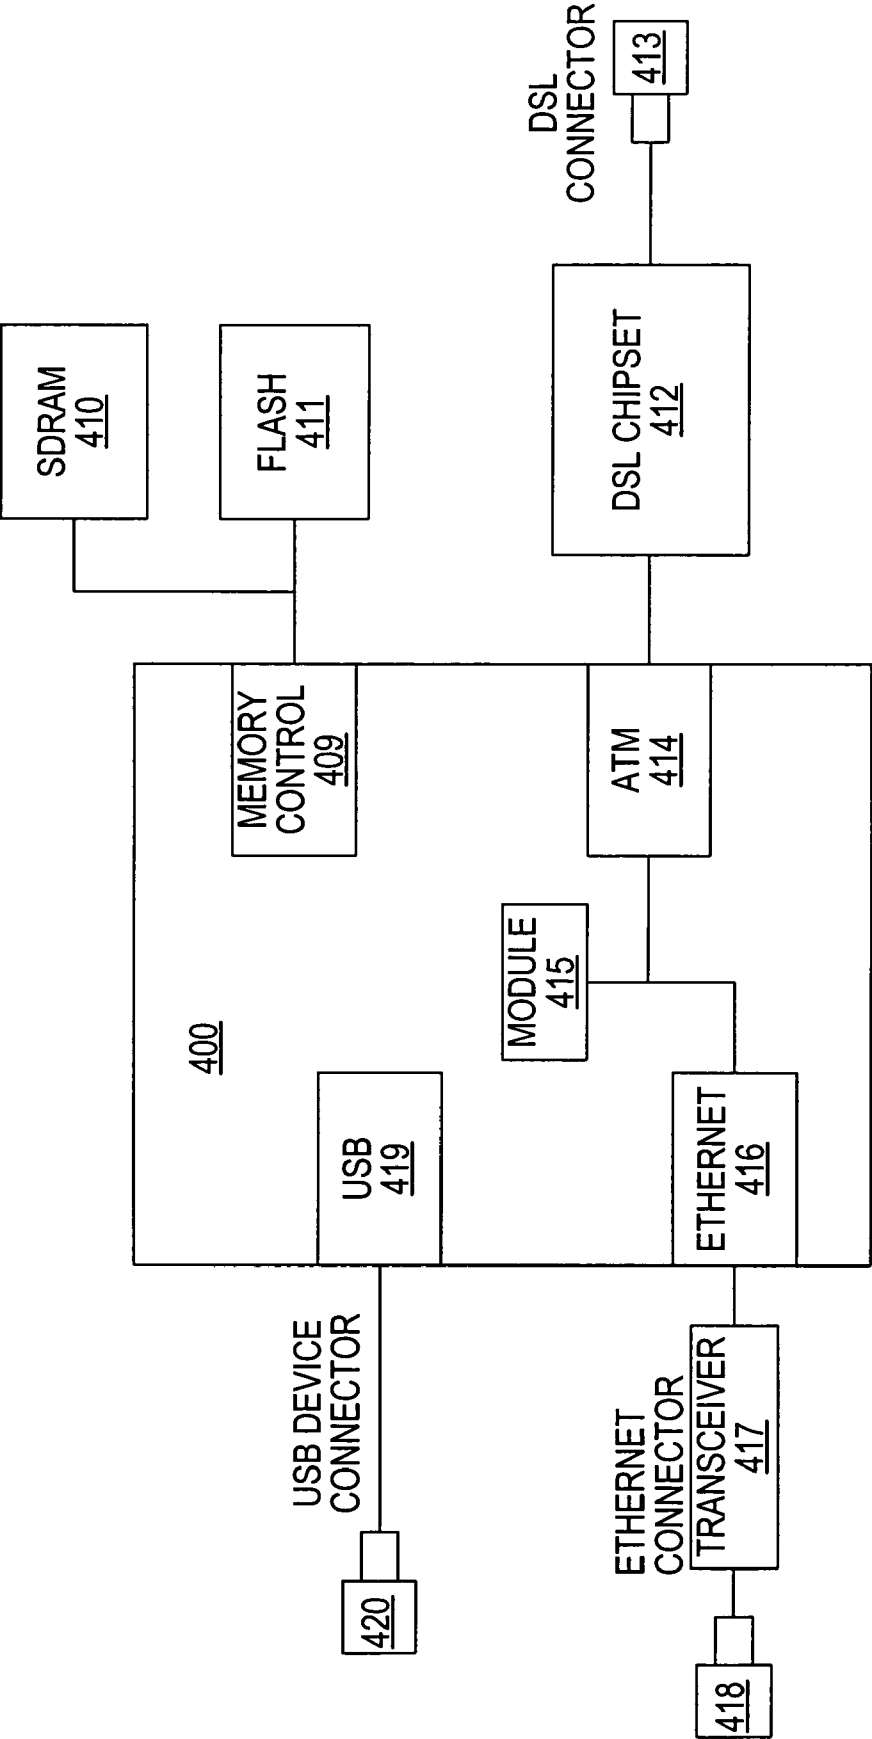 SDRAM
410
FLASH
411
DSL
CONNECTOR
413
DSL CHIPSET
412
MEMORY
CONTROL
409
ATM
414
400
MODULE
415
USB
419
ETHERNET
416
USB DEVICE
CONNECTOR
420
ETHERNET
CONNECTOR
TRANSCEIVER
417
418